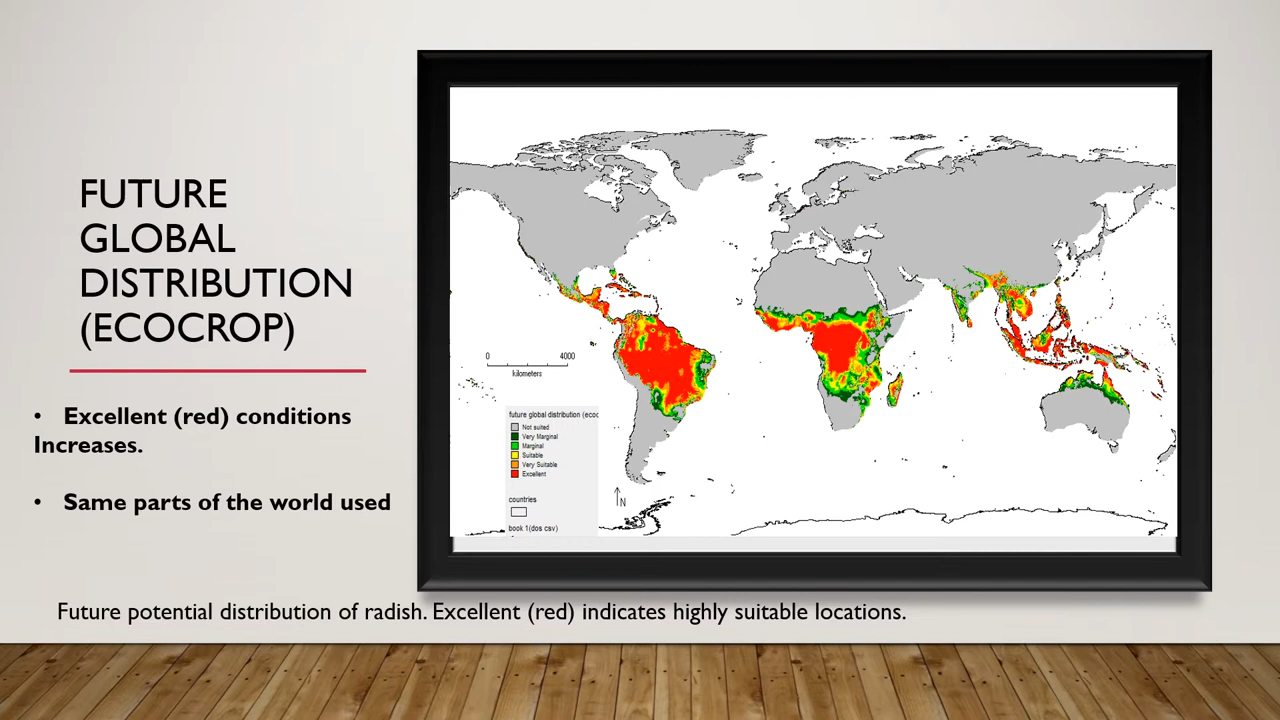 FUTURE
GLOBAL
DISTRIBUTION
(ECOCROP)
• Excellent (red) conditions
Increases.
• Same parts of the world used
0 4000
kilometers
future global distribution (ecoc
Not suited
Very Marginal
Marginal
Suitable
Very Suitable
Excellent
countries
book 1(dos csv)
N
Future potential distribution of radish. Excellent (red) indicates highly suitable locations.